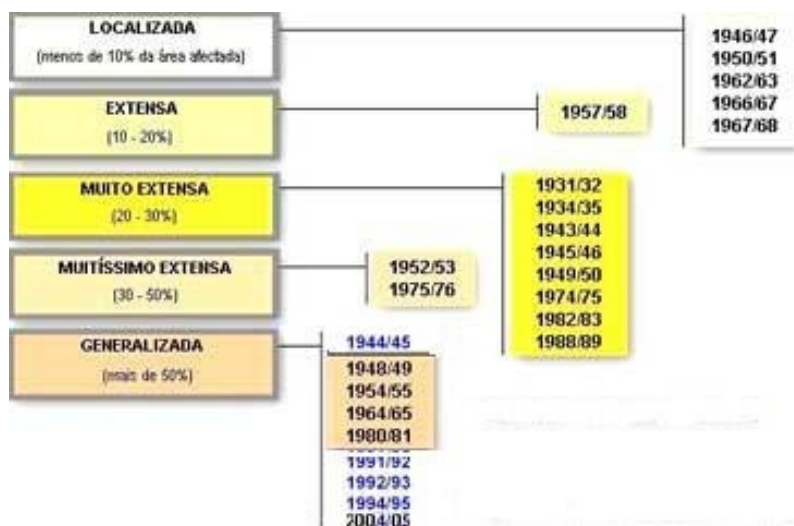 LOCALIZADA
(menos de 10% da área afectada)
1946/47
1950/51
1962/63
1966/67
1967/68
EXTENSA
(10 - 20%)
1957/58
MUITO EXTENSA
(20 - 30%)
1931/32
1934/35
1943/44
1945/46
1949/50
1974/75
1982/83
1988/89
MUITÍSSIMO EXTENSA
(30 - 50%)
1952/53
1975/76
GENERALIZADA
(mais de 50%)
1944/45
1948/49
1954/55
1964/65
1980/81
1991/92
1992/93
1994/95
2004/05